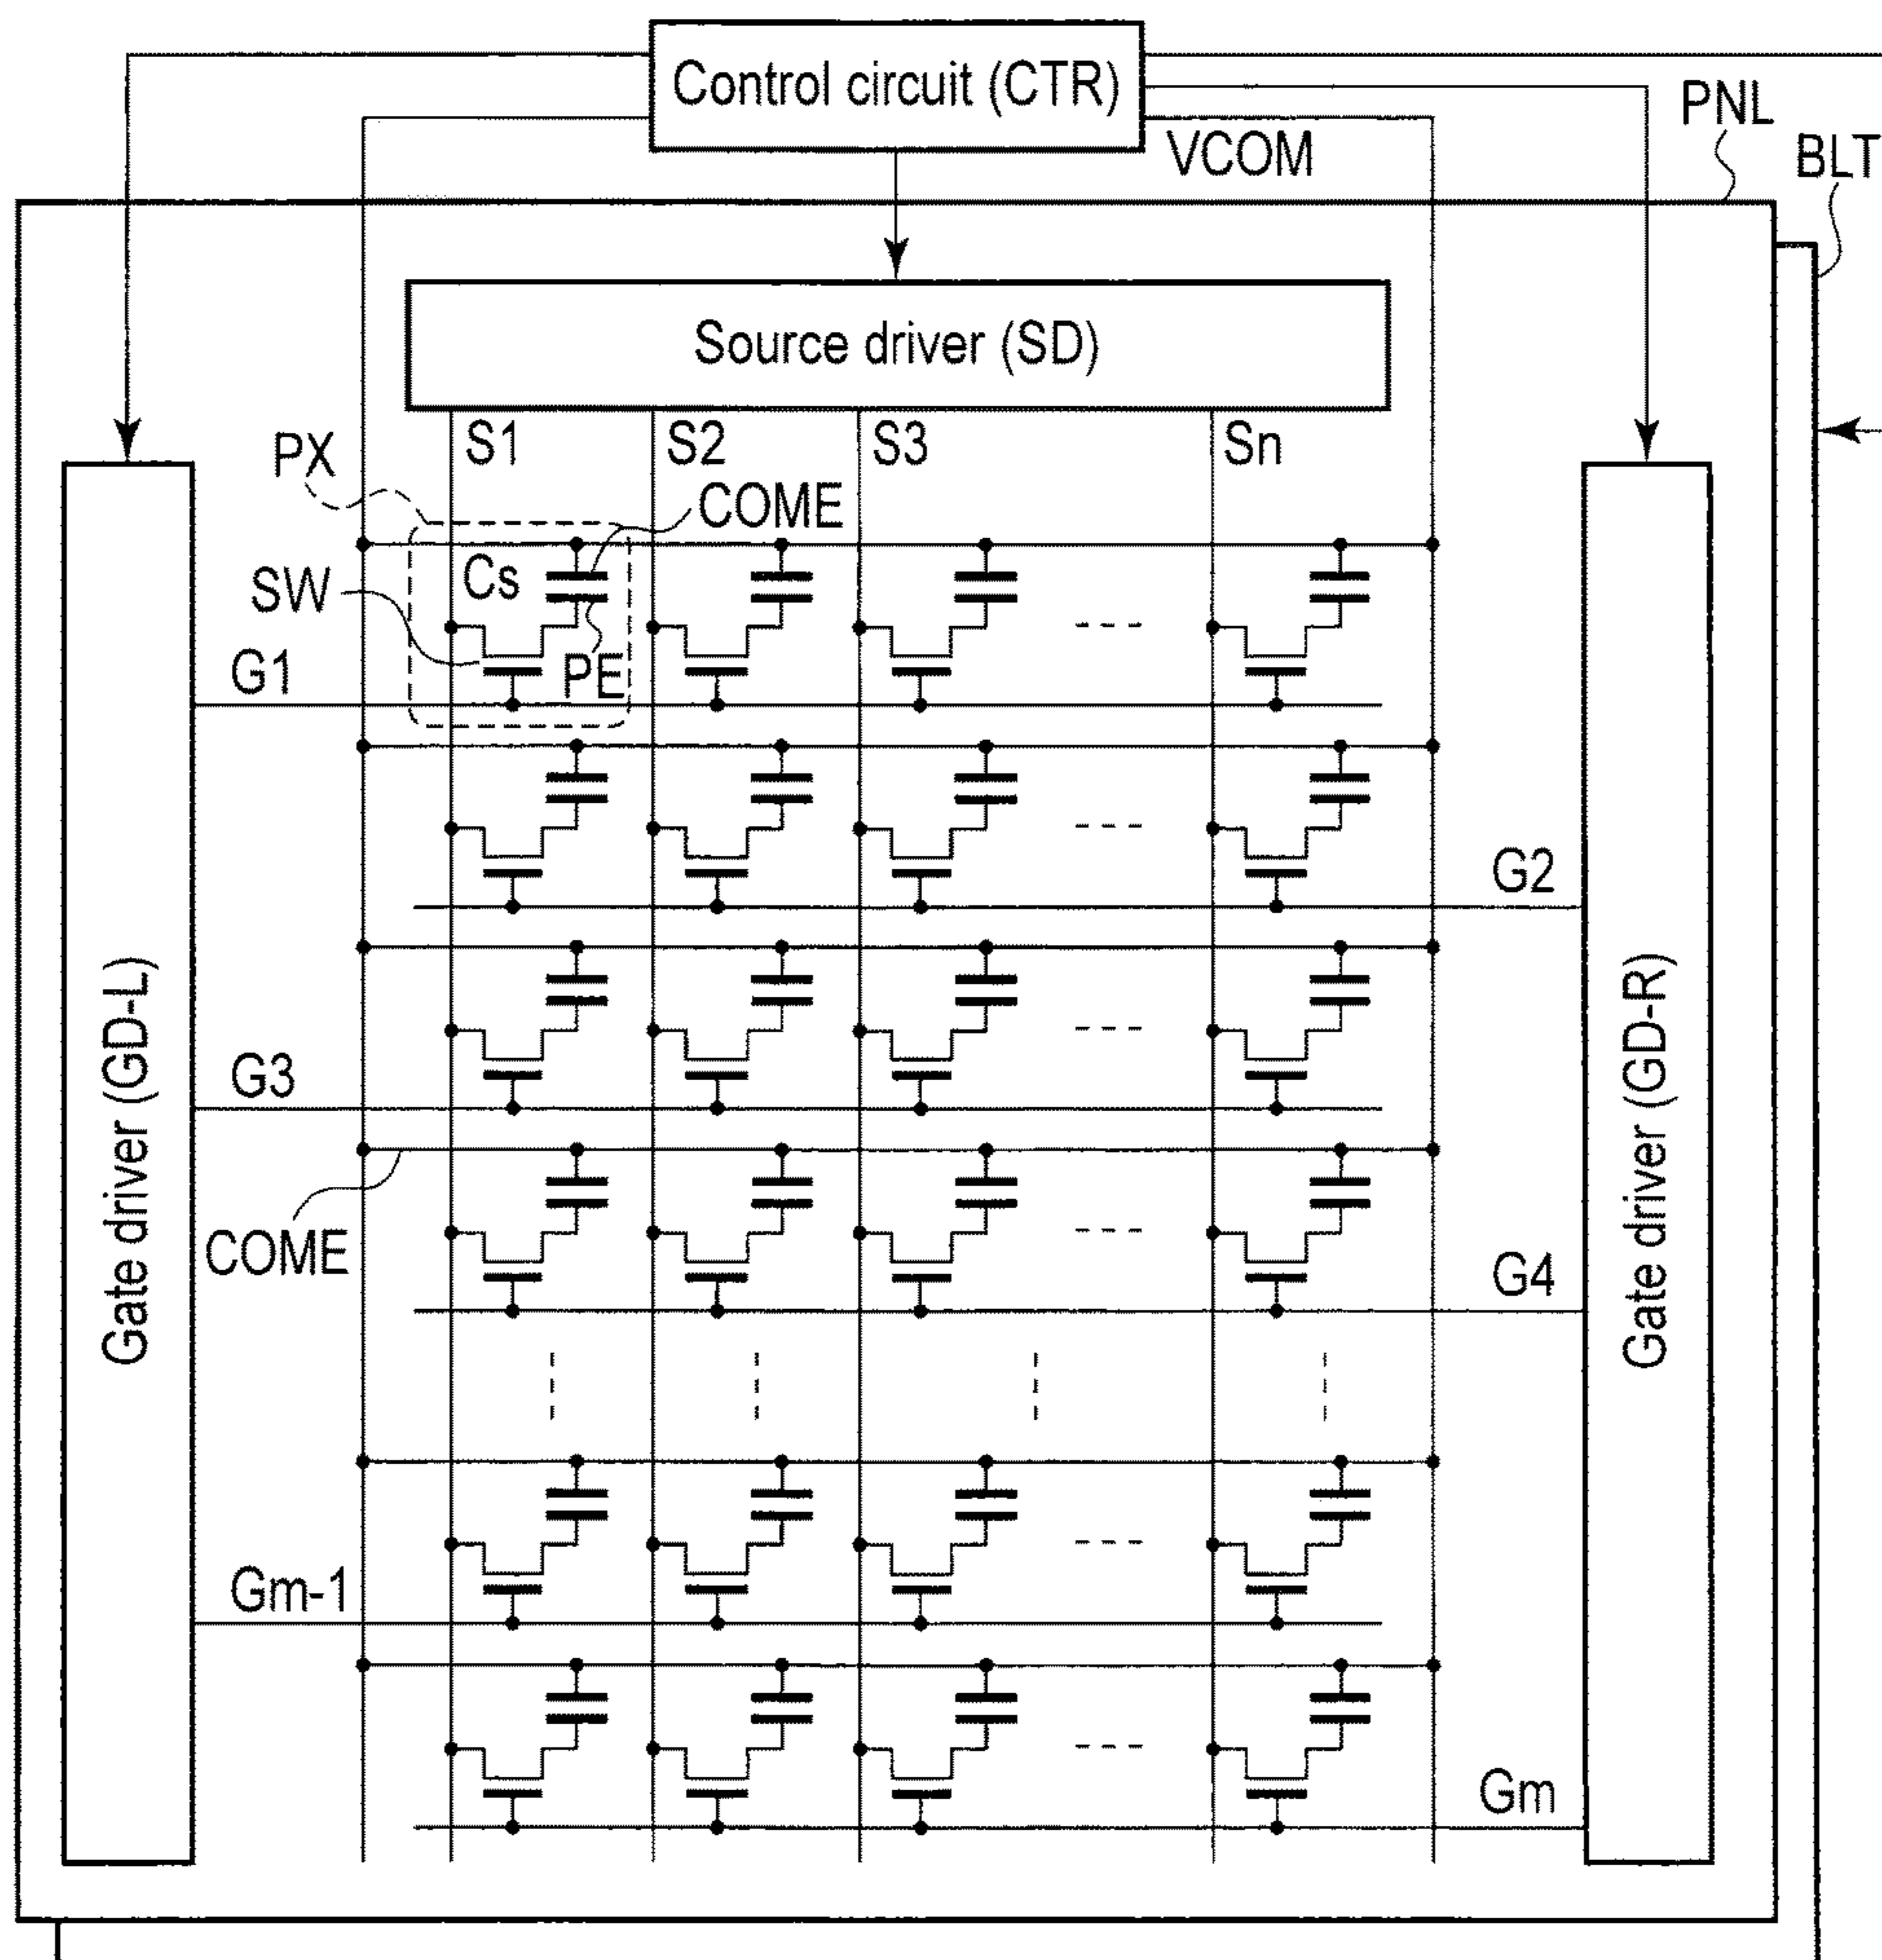 Control circuit (CTR)
VCOM
PNL
BLT
Source driver (SD)
S1
S2
S3
Sn
PX
COME
Cs
SW
PE
G1
G2
G3
COME
G4
Gm-1
Gm
Gate driver (GD-L)
Gate driver (GD-R)